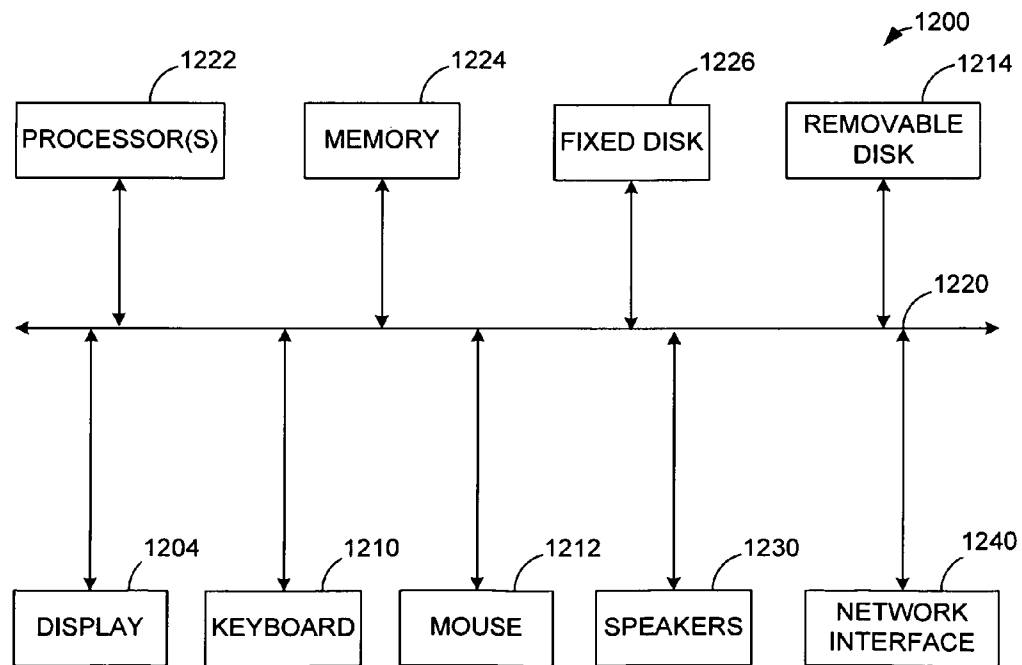 1200
1222
1224
1226
1214
PROCESSOR(S)
MEMORY
FIXED DISK
REMOVABLE
DISK
1220
1204
1210
1212
1230
1240
DISPLAY
KEYBOARD
MOUSE
SPEAKERS
NETWORK
INTERFACE